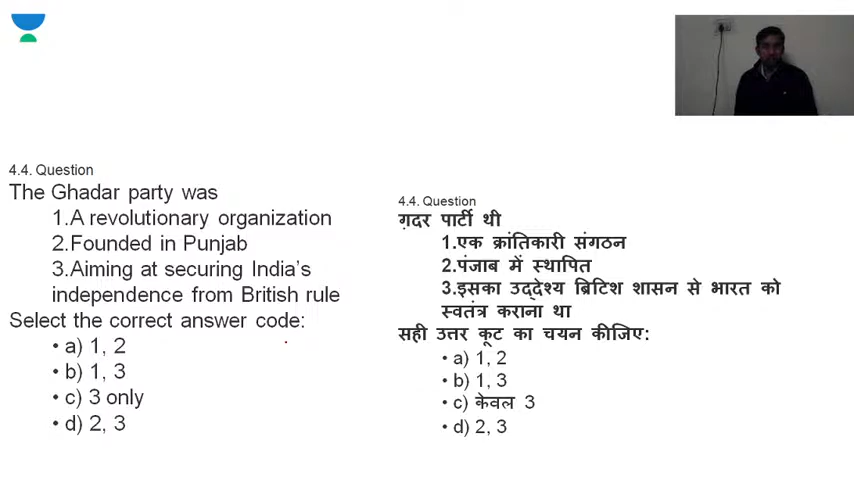 4.4. Question
The Ghadar party was
1.A revolutionary organization
2.Founded in Punjab
3.Aiming at securing India's
independence from British rule
Select the correct answer code:
• a) 1, 2
• b) 1, 3
• c) 3 only
• d) 2, 3
4.4. Question
ग़दर पार्टी थी
1.एक क्रांतिकारी संगठन
2.पंजाब में स्थापित
3.इसका उद्देश्य ब्रिटिश शासन से भारत को
स्वतंत्र कराना था
सही उत्तर कूट का चयन कीजिए:
• a) 1, 2
• b) 1, 3
• c) केवल 3
• d) 2, 3